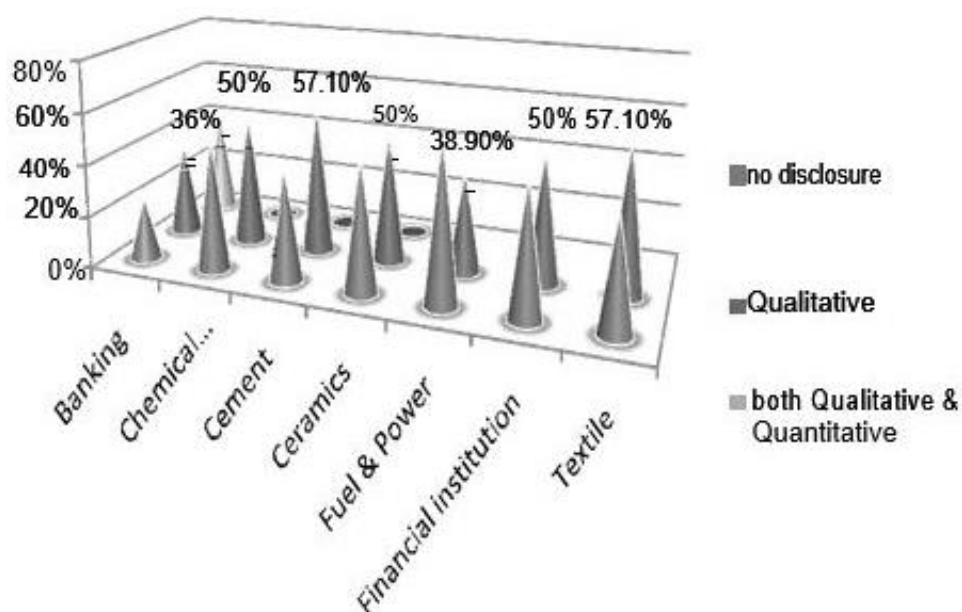 80%
60%
40%
20%
0%
36%
50%
57.10%
50%
38.90%
50%
57.10%
Banking
Chemical...
Cement
Ceramics
Fuel & Power
Financial institution
Textile
no disclosure
Qualitative
both Qualitative &
Quantitative